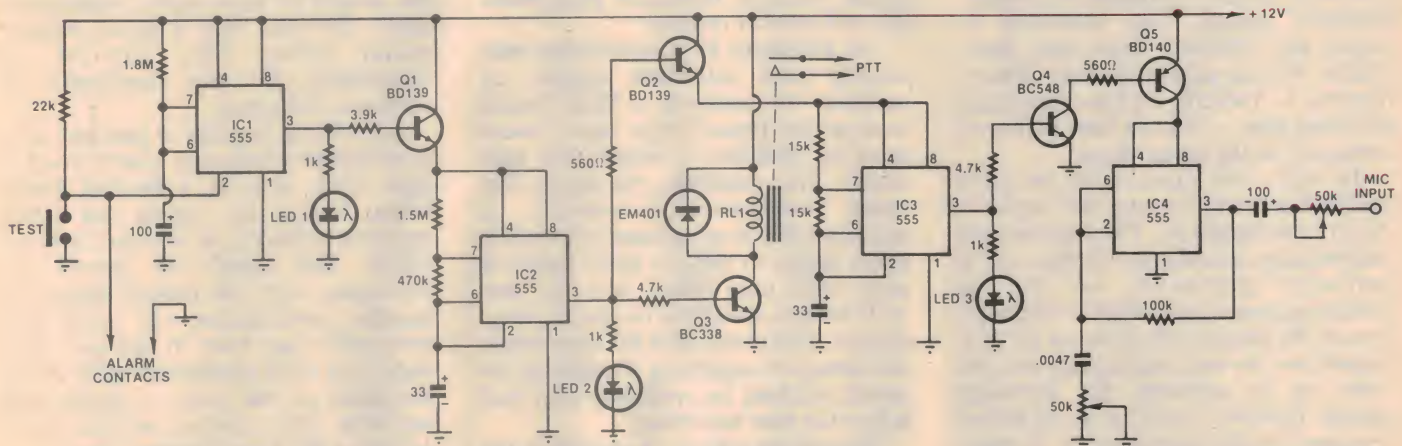 + 12V
1.8M
22k
7
6
4
8
IC1
555
3
2
1
TEST
100
+
-
1k
LED 1
λ
3.9k
Q1
BD139
ALARM
CONTACTS
1.5M
470k
7
6
4
8
IC2
555
3
2
1
33
+
-
560Ω
4.7k
1k
LED 2
λ
Q2
BD139
EM401
RL1
Q3
BC338
PTT
15k
15k
7
6
4
8
IC3
555
3
2
1
33
+
-
4.7k
1k
LED 3
λ
Q4
BC548
560Ω
Q5
BD140
4
8
6
2
IC4
555
3
1
100
-
+
50k
MIC
INPUT
100k
.0047
50k